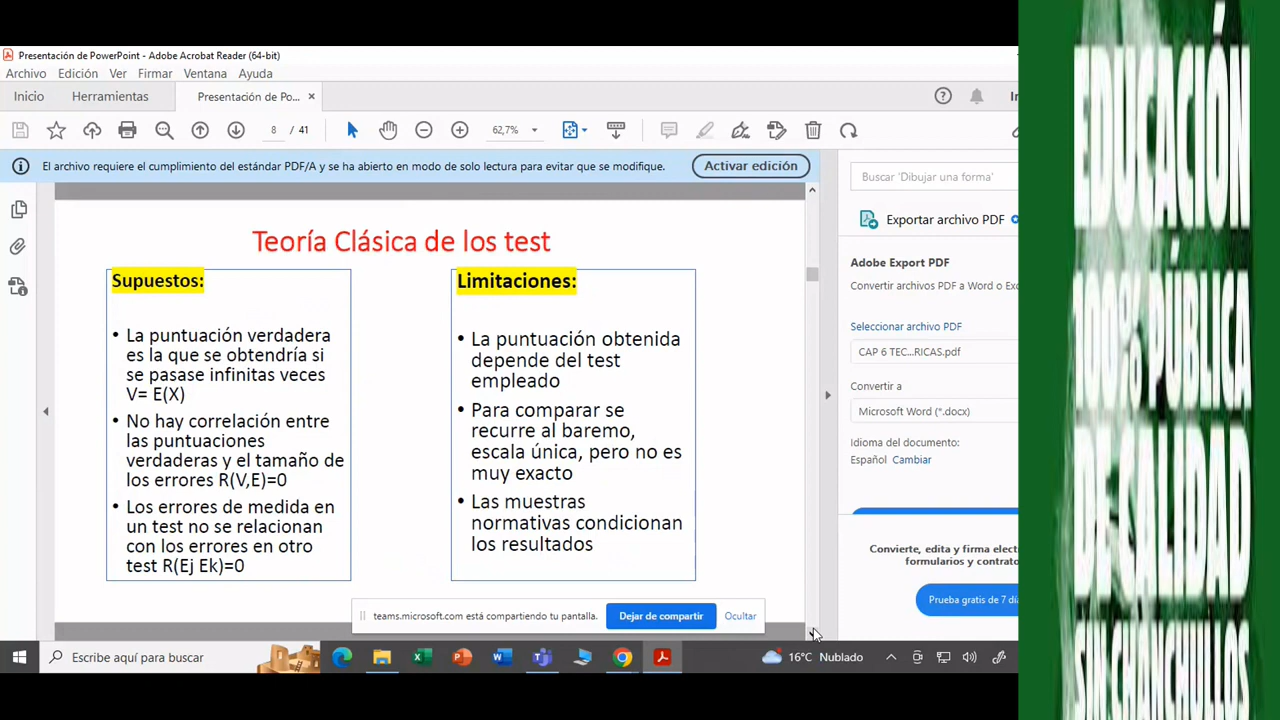 Presentación de PowerPoint - Adobe Acrobat Reader (64-bit)
Archivo Edición Ver Firmar Ventana Ayuda
Inicio Herramientas Presentación de Po... ×
8 / 41 62,7%
El archivo requiere el cumplimiento del estándar PDF/A y se ha abierto en modo de solo lectura para evitar que se modifique. Activar edición
Teoría Clásica de los test
Supuestos:
• La puntuación verdadera
es la que se obtendría si
se pasase infinitas veces
V= E(X)
• No hay correlación entre
las puntuaciones
verdaderas y el tamaño de
los errores R(V,E)=0
• Los errores de medida en
un test no se relacionan
con los errores en otro
test R(Ej Ek)=0
Limitaciones:
• La puntuación obtenida
depende del test
empleado
• Para comparar se
recurre al baremo,
escala única, pero no es
muy exacto
• Las muestras
normativas condicionan
los resultados
Buscar 'Dibujar una forma'
Exportar archivo PDF
Adobe Export PDF
Convertir archivos PDF a Word o Exc
Seleccionar archivo PDF
CAP 6 TEC...RICAS.pdf
Convertir a
Microsoft Word (*.docx)
Idioma del documento:
Español Cambiar
Convierte, edita y firma elect
formularios y contrato
Prueba gratis de 7 día
teams.microsoft.com está compartiendo tu pantalla. Dejar de compartir Ocultar
Escribe aquí para buscar
16°C Nublado
EDUCACIÓN
100% PÚBLICA
DE CALIDAD
SIN CHANCHULLOS